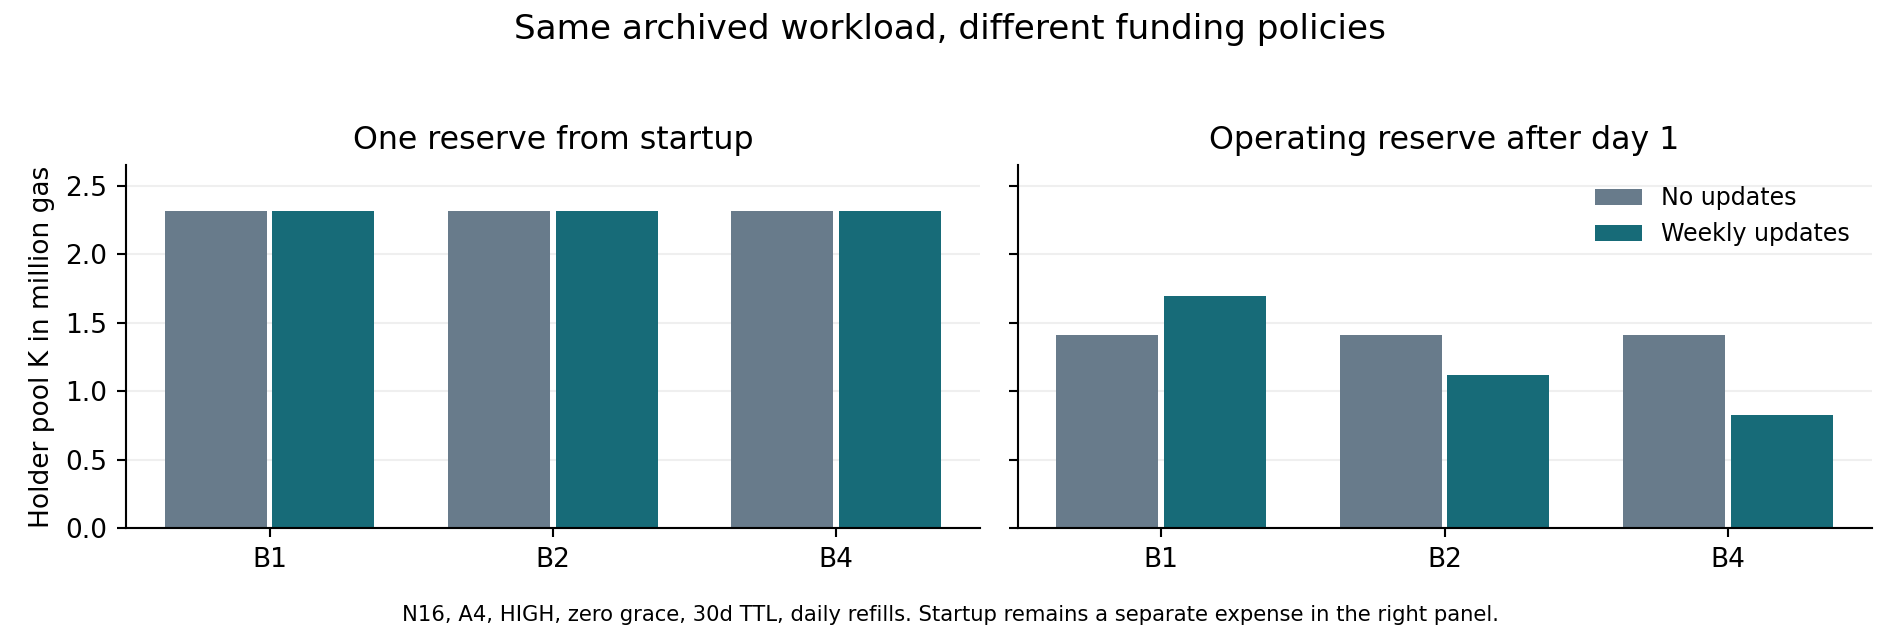 Same archived workload, different funding policies
One reserve from startup
Operating reserve after day 1
Holder pool K in million gas
2.5
2.0
1.5
1.0
0.5
0.0
No updates
Weekly updates
B1
B2
B4
B1
B2
B4
N16, A4, HIGH, zero grace, 30d TTL, daily refills. Startup remains a separate expense in the right panel.